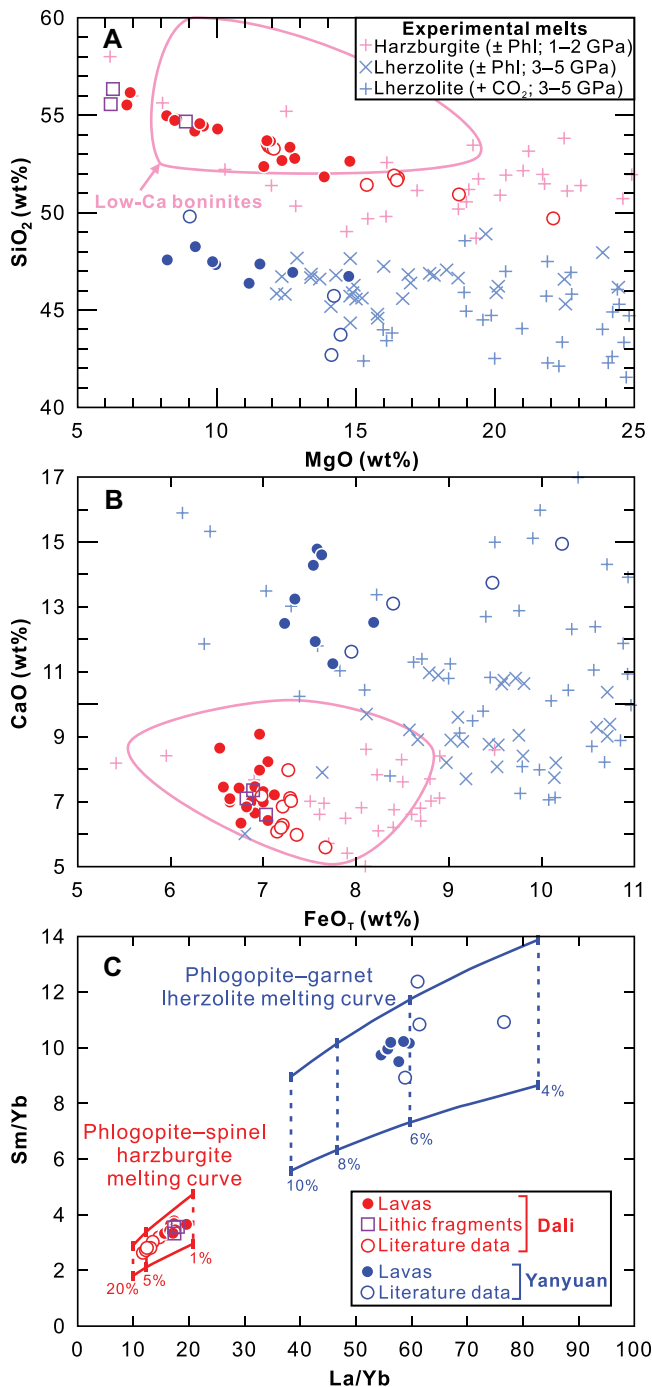 A
Experimental melts
Harzburgite (± Phl; 1–2 GPa)
Lherzolite (± Phl; 3–5 GPa)
Lherzolite (+ CO₂; 3–5 GPa)
Low-Ca boninites
60
55
50
45
40
SiO₂ (wt%)
5
10
15
20
25
MgO (wt%)
B
17
15
13
11
9
7
5
CaO (wt%)
5
6
7
8
9
10
11
FeOT (wt%)
C
Phlogopite–garnet
lherzolite melting curve
4%
6%
8%
10%
Phlogopite–spinel
harzburgite
melting curve
1%
5%
20%
Lavas
Lithic fragments
Literature data
Dali
Lavas
Literature data
Yanyuan
14
12
10
8
6
4
2
0
Sm/Yb
0
10
20
30
40
50
60
70
80
90
100
La/Yb